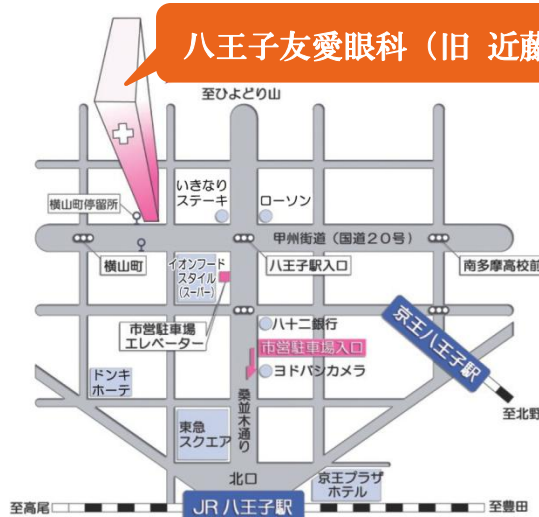 八王子友愛眼科（旧 近藤
至ひよどり山
いきなり
ステーキ
ローソン
横山町停留所
甲州街道（国道20号）
横山町
八王子駅入口
南多摩高校前
イオンフード
スタイル
(スーパー)
市営駐車場
エレベーター
八十二銀行
市営駐車場入口
ヨドバシカメラ
京王八王子駅
ドン・キ
ホーテ
桑並木通り
至北野
東急
スクエア
北口
京王プラザ
ホテル
至高尾
JR 八王子駅
至豊田